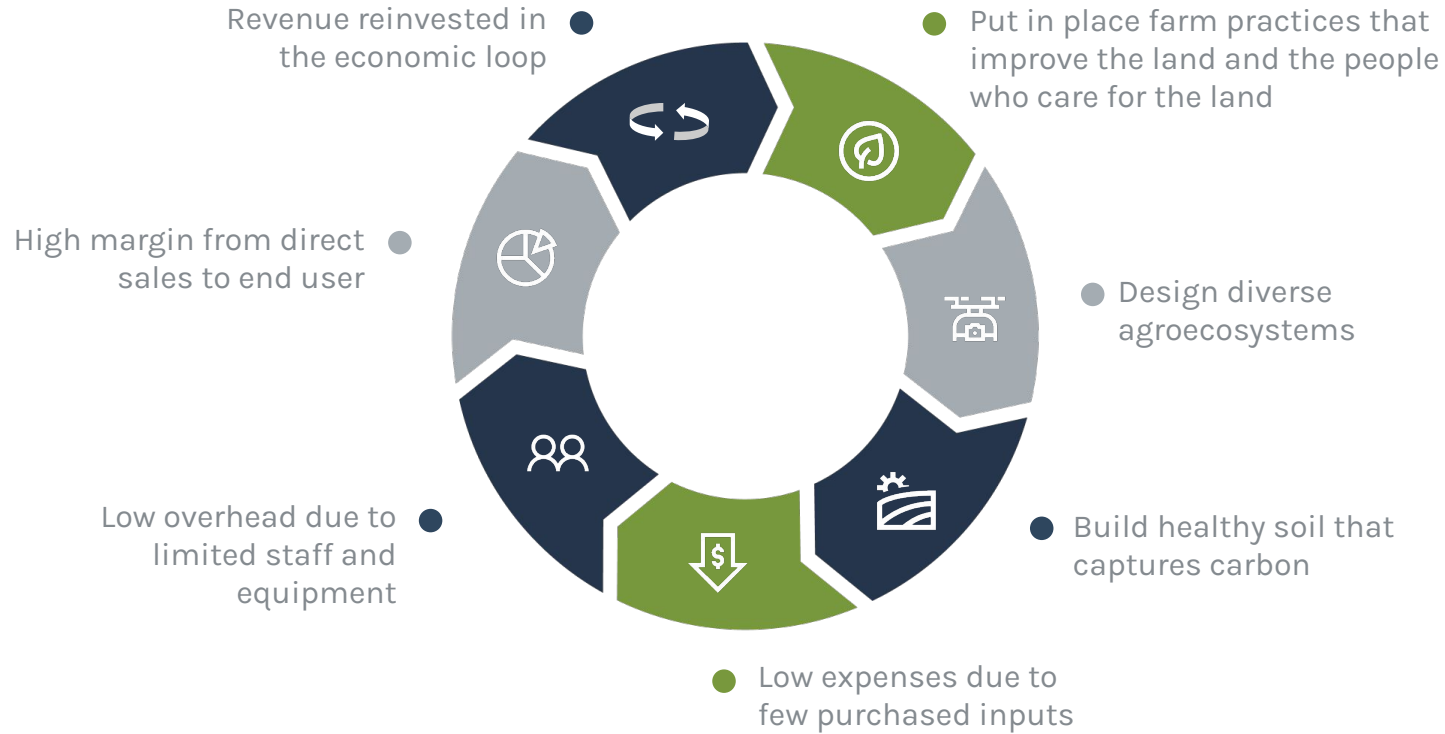 Revenue reinvested in
the economic loop
Put in place farm practices that
improve the land and the people
who care for the land
High margin from direct
sales to end user
Design diverse
agroecosystems
Low overhead due to
limited staff and
equipment
Build healthy soil that
captures carbon
$
Low expenses due to
few purchased inputs